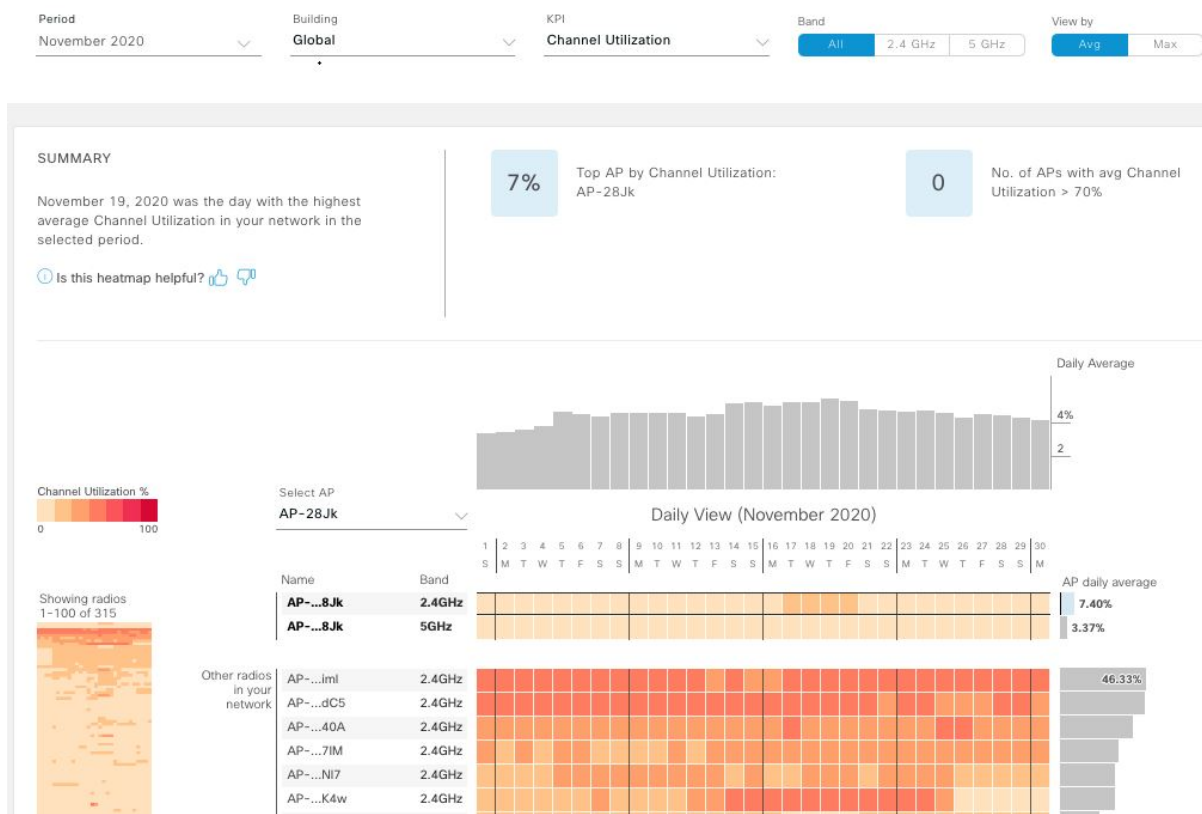 Period
November 2020
Building
Global
KPI
Channel Utilization
Band
All 2.4 GHz 5 GHz
View by
Avg Max
SUMMARY
November 19, 2020 was the day with the highest
average Channel Utilization in your network in the
selected period.
Is this heatmap helpful?
7%
Top AP by Channel Utilization:
AP-28Jk
0
No. of APs with avg Channel
Utilization > 70%
Daily Average
4%
2
Channel Utilization %
0 100
Select AP
AP-28Jk
Daily View (November 2020)
1 2 3 4 5 6 7 8 9 10 11 12 13 14 15 16 17 18 19 20 21 22 23 24 25 26 27 28 29 30
S M T W T F S S M T W T F S S M T W T F S S M T W T F S S M
Name Band
AP daily average
Showing radios
1-100 of 315
AP-...8Jk 2.4GHz 7.40%
AP-...8Jk 5GHz 3.37%
Other radios
in your
network
AP-...iml 2.4GHz 46.33%
AP-...dC5 2.4GHz
AP-...40A 2.4GHz
AP-...7IM 2.4GHz
AP-...NI7 2.4GHz
AP-...K4w 2.4GHz